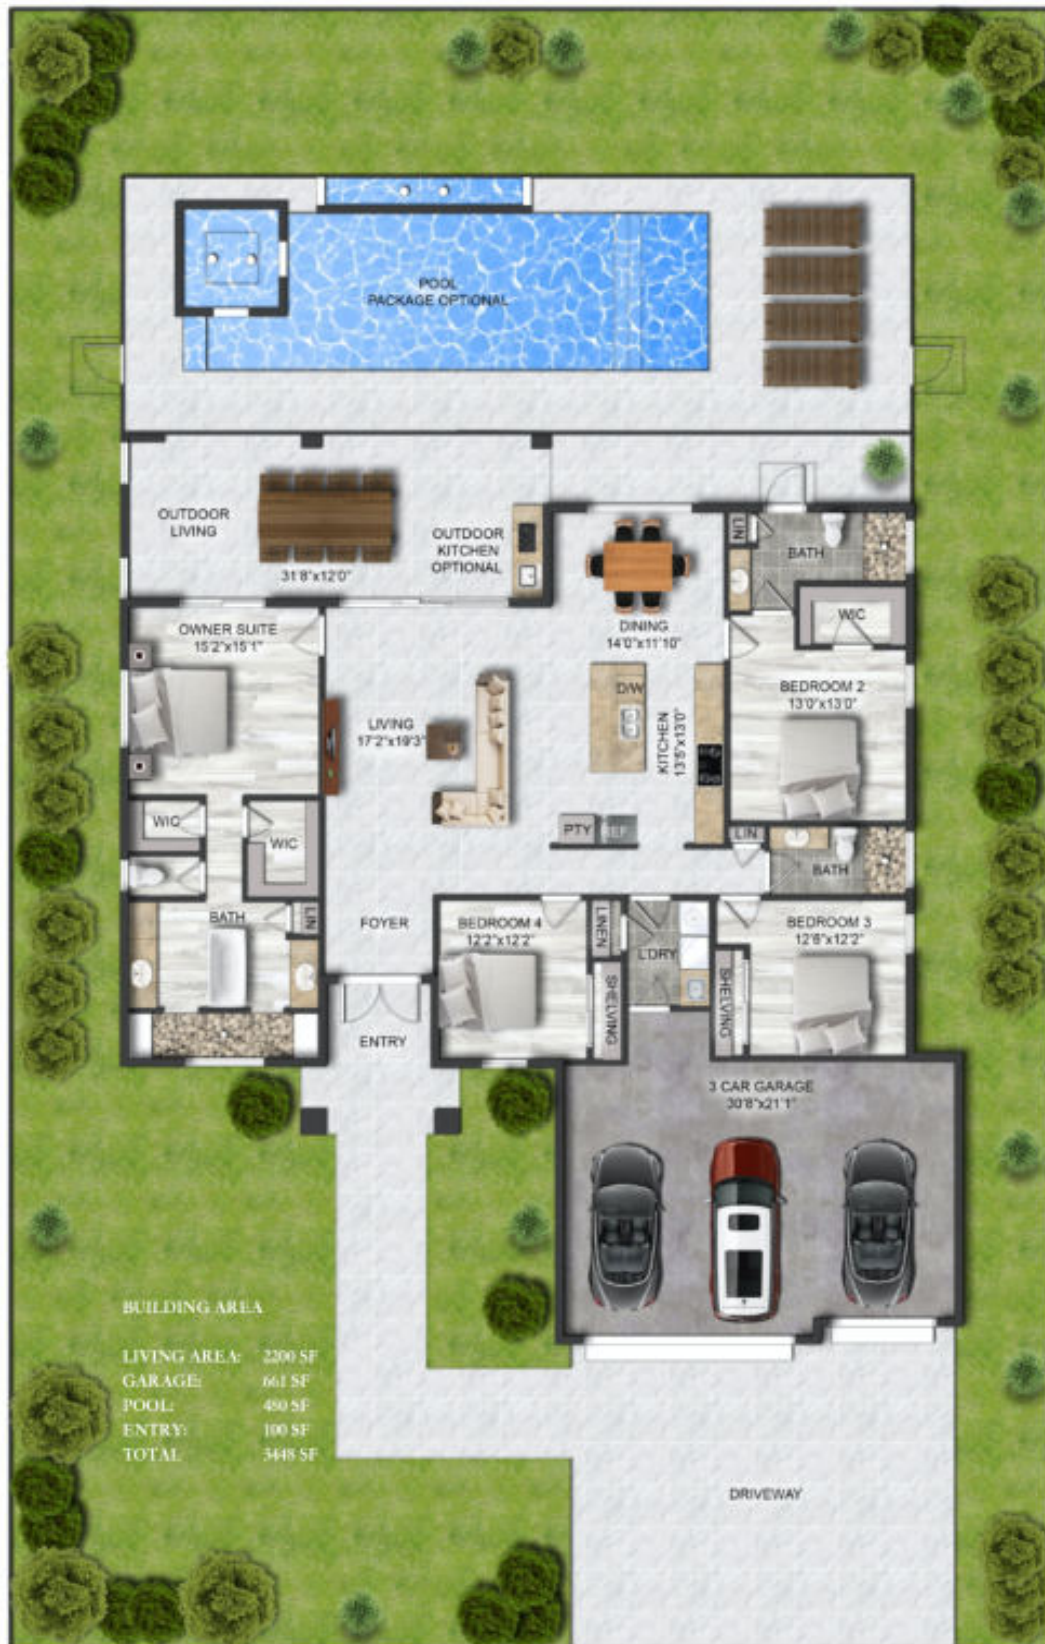 POOL
PACKAGE OPTIONAL
OUTDOOR
LIVING
31'8"x12'0"
OUTDOOR
KITCHEN
OPTIONAL
LIN
BATH
WIC
OWNER SUITE
15'2"x15'1"
DINING
14'0"x11'10"
D/W
KITCHEN
13'5"x13'0"
BEDROOM 2
13'0"x13'0"
LIVING
17'2"x19'3"
WIC
WIC
PTY
REF
LIN
BATH
BATH
LIN
FOYER
BEDROOM 4
12'2"x12'2"
LINEN
L'DRY
SHELVING
SHELVING
BEDROOM 3
12'6"x12'2"
ENTRY
3 CAR GARAGE
30'8"x21'1"
BUILDING AREA
LIVING AREA: 2200 SF
GARAGE: 661 SF
POOL: 480 SF
ENTRY: 100 SF
TOTAL 3448 SF
DRIVEWAY